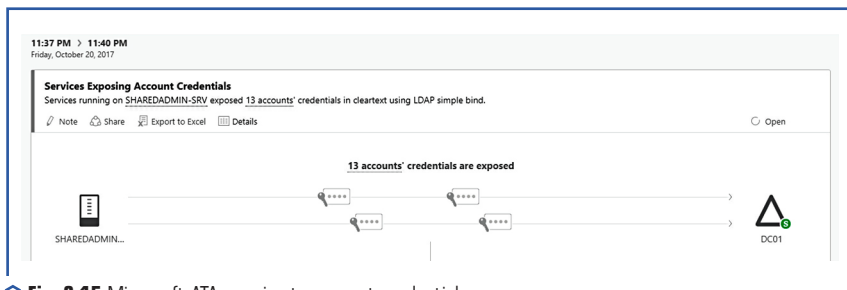 11:37 PM > 11:40 PM
Friday, October 20, 2017
Services Exposing Account Credentials
Services running on SHAREDADMIN-SRV exposed 13 accounts' credentials in cleartext using LDAP simple bind.
Note Share Export to Excel Details Open
13 accounts' credentials are exposed
SHAREDADMIN...
S
DC01